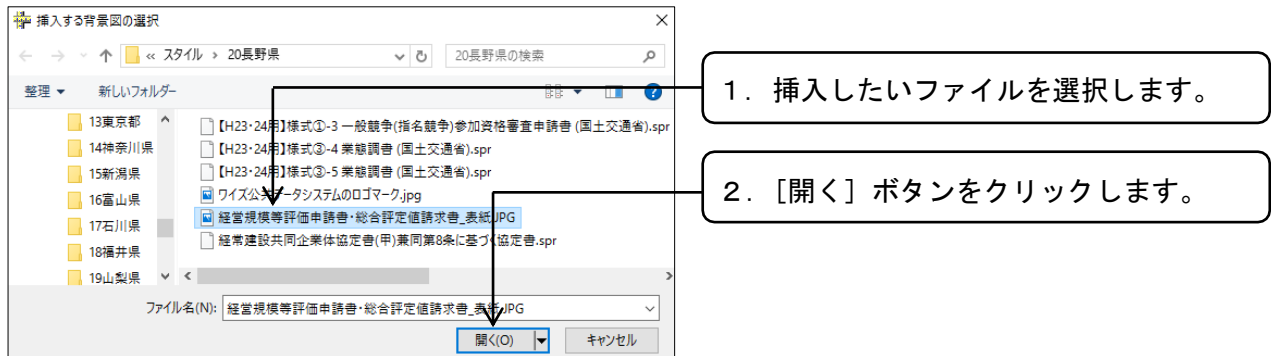 挿入する背景図の選択
« スタイル › 20長野県
20長野県の検索
整理
新しいフォルダー
13東京都
14神奈川県
15新潟県
16富山県
17石川県
18福井県
19山梨県
【H23・24用】様式①-3 一般競争(指名競争)参加資格審査申請書 (国土交通省).spr
【H23・24用】様式③-4 業態調書 (国土交通省).spr
【H23・24用】様式③-5 業態調書 (国土交通省).spr
ワイズ公共データシステムのロゴマーク.jpg
経営規模等評価申請書・総合評定値請求書_表紙.JPG
経常建設共同企業体協定書(甲)兼同第8条に基づく協定書.spr
ファイル名(N):
経営規模等評価申請書・総合評定値請求書_表紙.JPG
開く(O)
キャンセル
１．挿入したいファイルを選択します。
２．［開く］ボタンをクリックします。